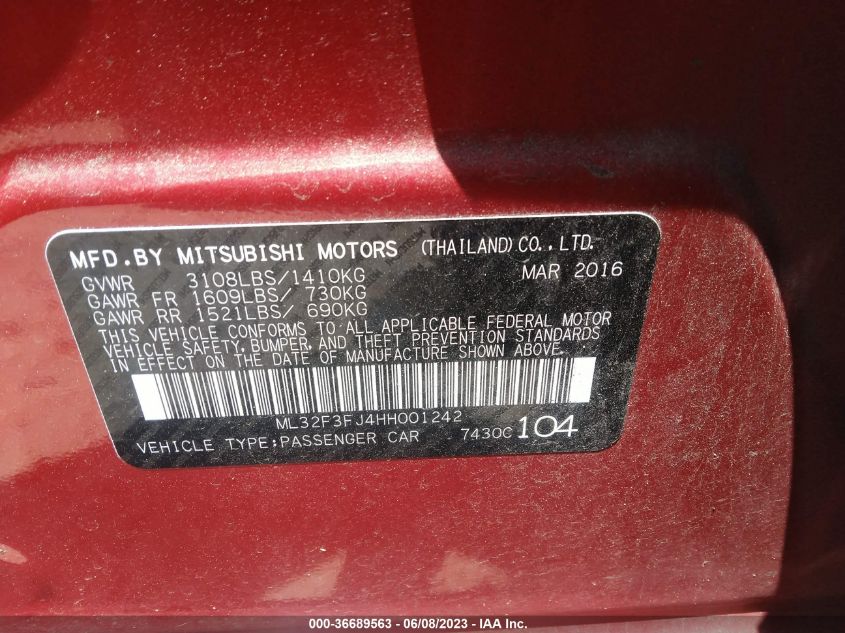 MFD.BY MITSUBISHI MOTORS (THAILAND) CO., LTD.
GVWR 3108LBS/1410KG MAR 2016
GAWR FR 1609LBS/ 730KG
GAWR RR 1521LBS/ 690KG
THIS VEHICLE CONFORMS TO ALL APPLICABLE FEDERAL MOTOR
VEHICLE SAFETY, BUMPER, AND THEFT PREVENTION STANDARDS
IN EFFECT ON THE DATE OF MANUFACTURE SHOWN ABOVE.
ML32F3FJ4HH001242
VEHICLE TYPE:PASSENGER CAR 7430C 104
000-36689563 - 06/08/2023 - IAA Inc.